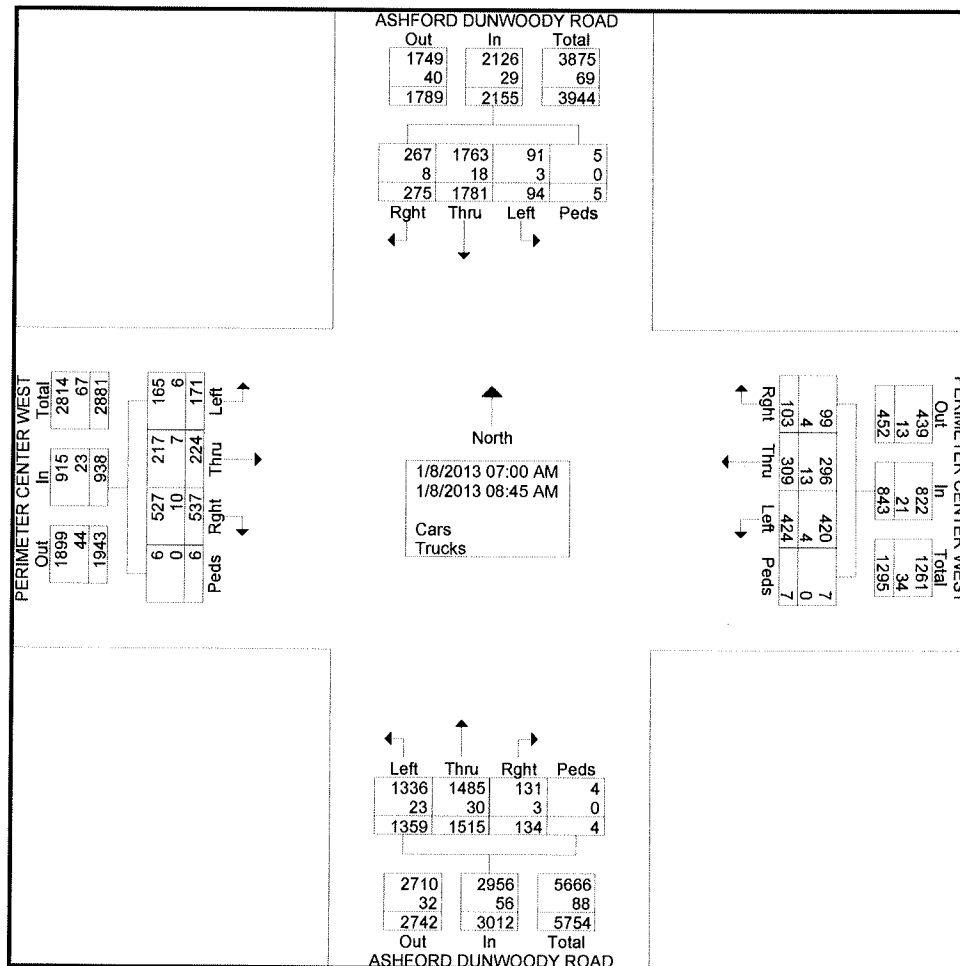 ASHFORD DUNWOODY ROAD
Out In Total
1749 2126 3875
40 29 69
1789 2155 3944
267 1763 91 5
8 18 3 0
275 1781 94 5
Rght Thru Left Peds
PERIMETER CENTER WEST
Total In Out
2814 915 1899
67 23 44
2881 938 1943
165 217 527 6
6 7 10 0
171 224 537 6
Left Thru Rght Peds
North
1/8/2013 07:00 AM
1/8/2013 08:45 AM
Cars
Trucks
Rght Thru Left Peds
103 309 424 7
4 13 4 0
99 296 420 7
Out In Total
452 843 1295
13 21 34
439 822 1261
PERIMETER CENTER WEST
Left Thru Rght Peds
1336 1485 131 4
23 30 3 0
1359 1515 134 4
2710 2956 5666
32 56 88
2742 3012 5754
Out In Total
ASHFORD DUNWOODY ROAD